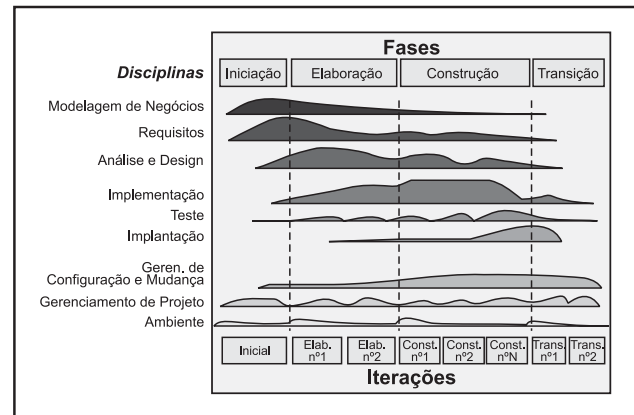 Fases
Disciplinas
Iniciação Elaboração Construção Transição
Modelagem de Negócios
Requisitos
Análise e Design
Implementação
Teste
Implantação
Geren. de
Configuração e Mudança
Gerenciamento de Projeto
Ambiente
Inicial Elab. nº1 Elab. nº2 Const. nº1 Const. nº2 Const. nºN Trans. nº1 Trans. nº2
Iterações